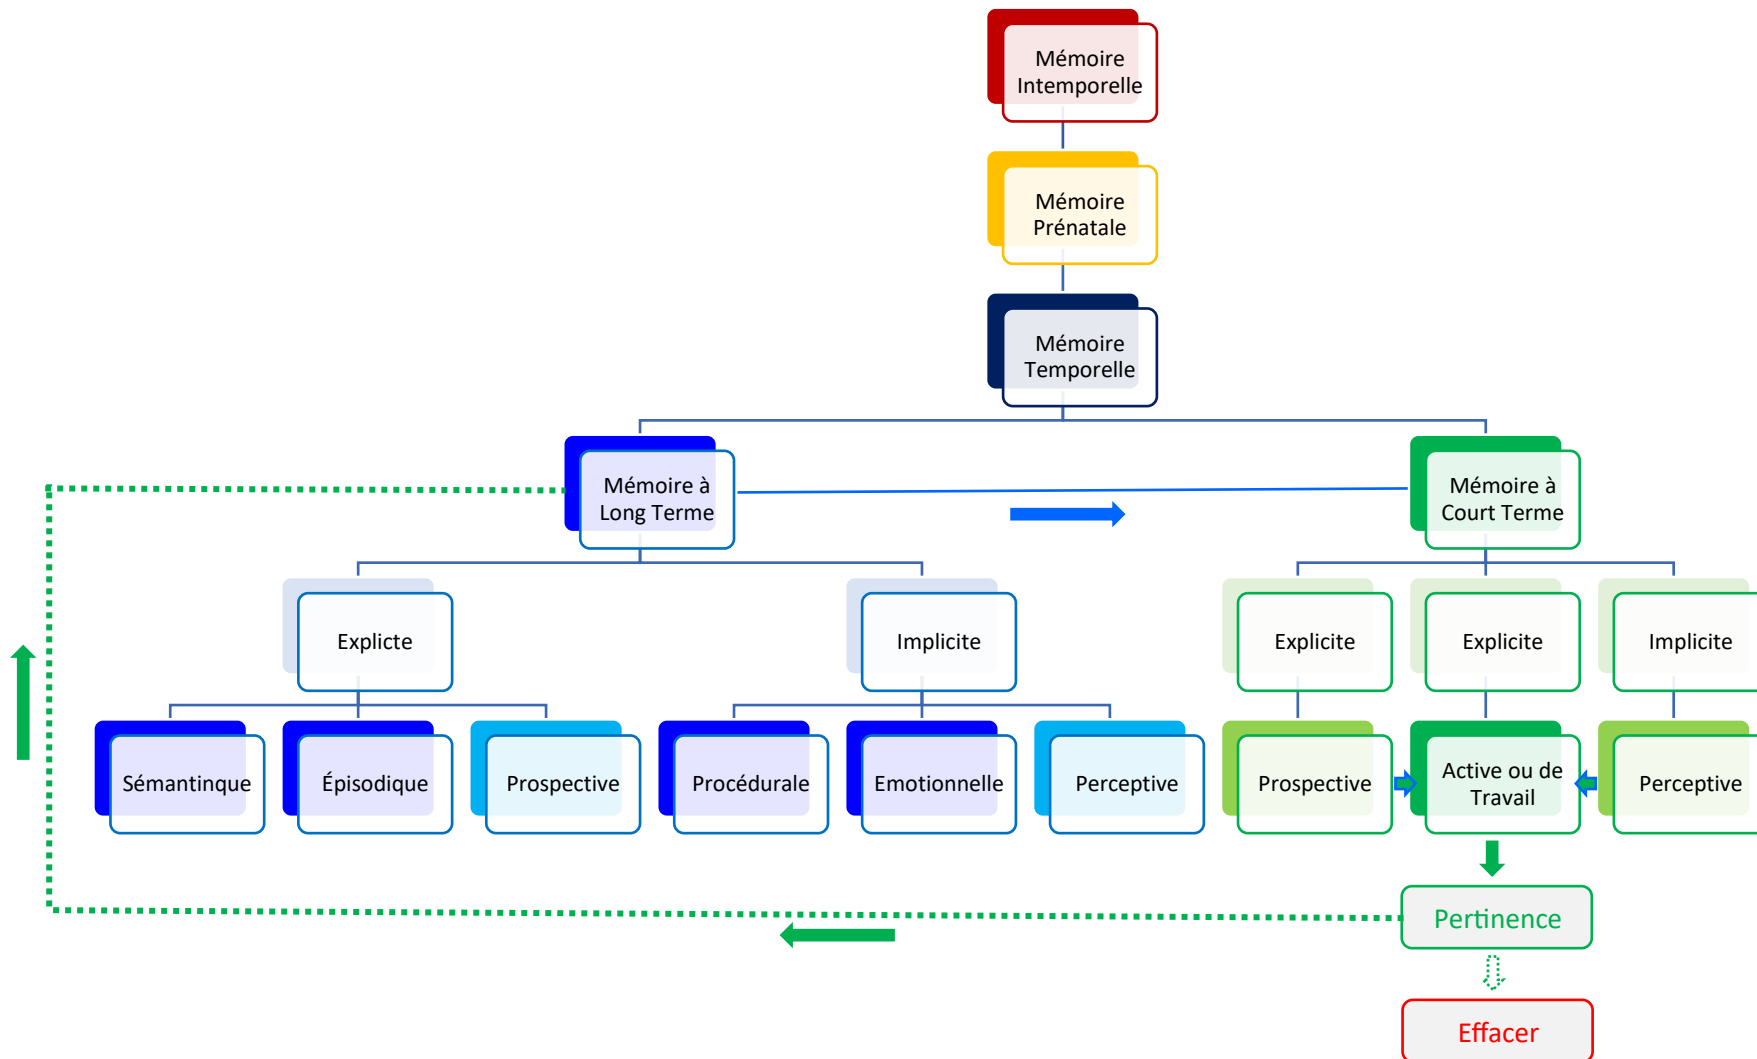 Mémoire
Intemporelle
Mémoire
Prénatale
Mémoire
Temporelle
Mémoire à
Long Terme
Mémoire à
Court Terme
Explicte
Implicite
Explicite
Explicite
Implicite
Sémantinque
Épisodique
Prospective
Procédurale
Emotionnelle
Perceptive
Prospective
Active ou de
Travail
Perceptive
Pertinence
Effacer